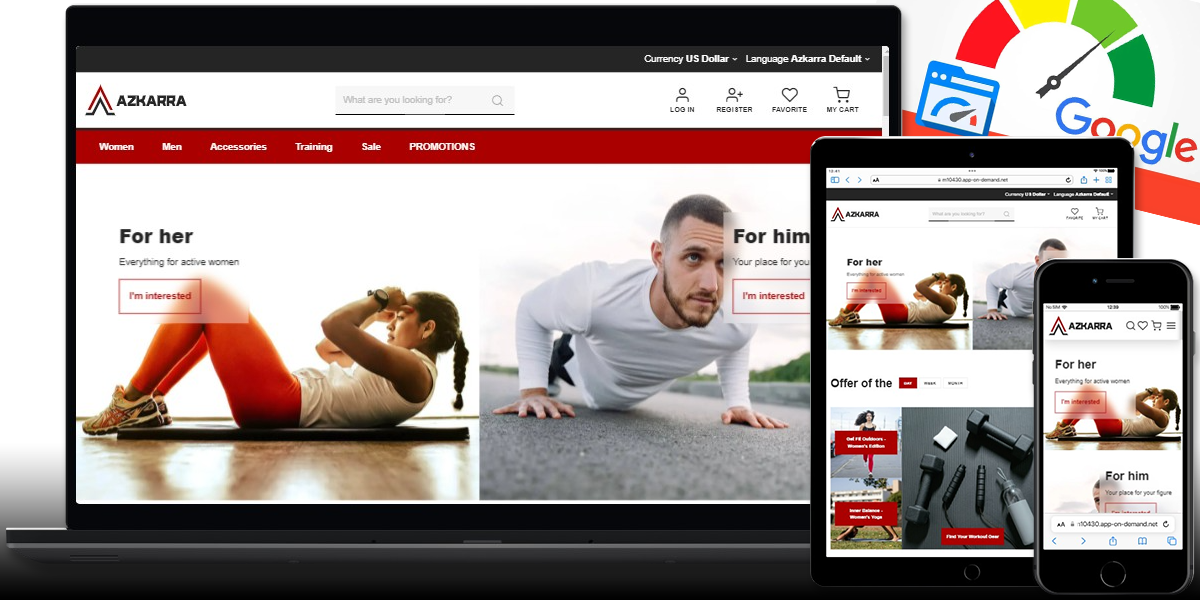 Currency US Dollar Language Azkarra Default
AZKARRA
What are you looking for?
LOG IN REGISTER FAVORITE MY CART
Women Men Accessories Training Sale PROMOTIONS
For her
Everything for active women
I'm interested
For him
Your place for you
I'm interested
Google
m10430.app-on-demand.net
Currency US Dollar Language Azkarra Default
AZKARRA
What are you looking for?
FAVORITE MY CART
For her
Everything for active women
I'm interested
Offer of the DAY WEEK MONTH
Get Fit Outdoors -
Women's Edition
Inner Balance -
Women's Yoga
Find Your Workout Gear
No SIM 12:59 100%
AZKARRA
For her
Everything for active women
I'm interested
For him
Your place for your figure
I'm interested
AA 10430.app-on-demand.net